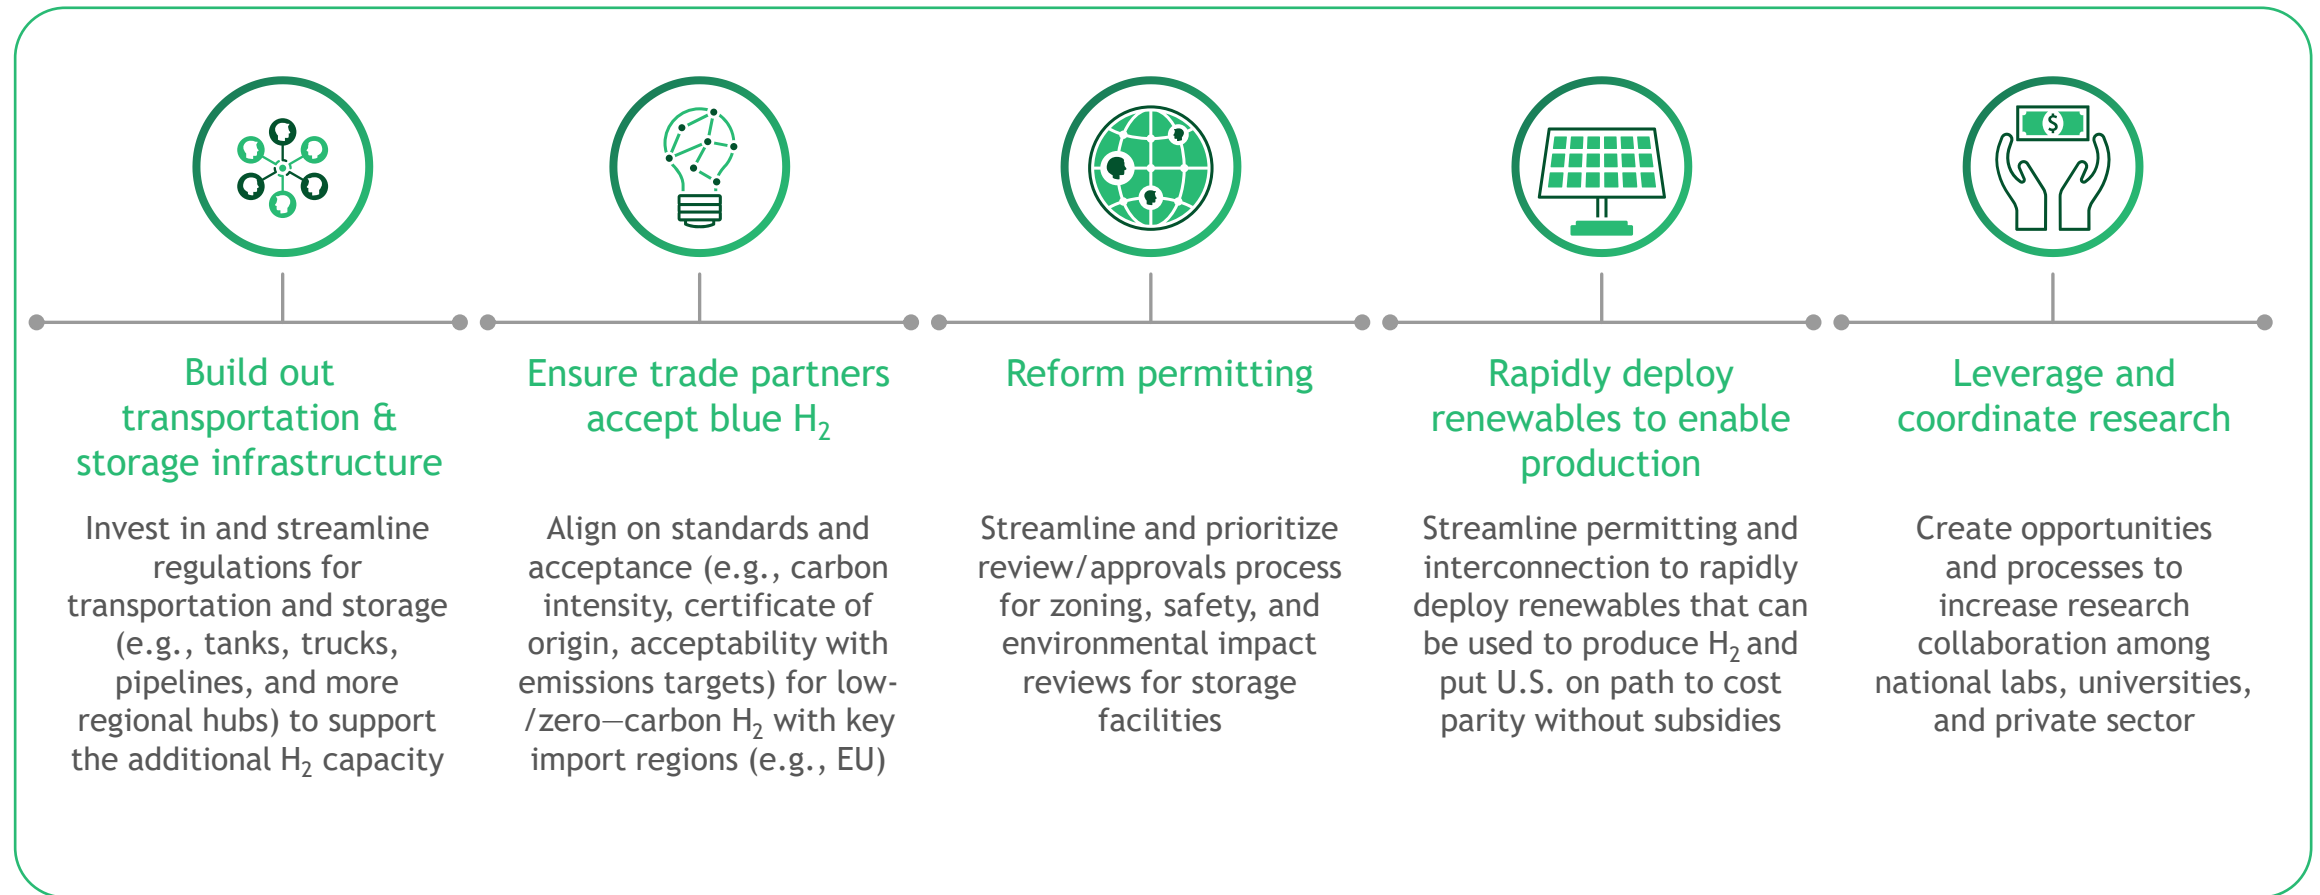 $
Build out
transportation &
storage infrastructure
Invest in and streamline
regulations for
transportation and storage
(e.g., tanks, trucks,
pipelines, and more
regional hubs) to support
the additional H₂ capacity
Ensure trade partners
accept blue H₂
Align on standards and
acceptance (e.g., carbon
intensity, certificate of
origin, acceptability with
emissions targets) for low-
/zero—carbon H₂ with key
import regions (e.g., EU)
Reform permitting
Streamline and prioritize
review/approvals process
for zoning, safety, and
environmental impact
reviews for storage
facilities
Rapidly deploy
renewables to enable
production
Streamline permitting and
interconnection to rapidly
deploy renewables that can
be used to produce H₂ and
put U.S. on path to cost
parity without subsidies
Leverage and
coordinate research
Create opportunities
and processes to
increase research
collaboration among
national labs, universities,
and private sector